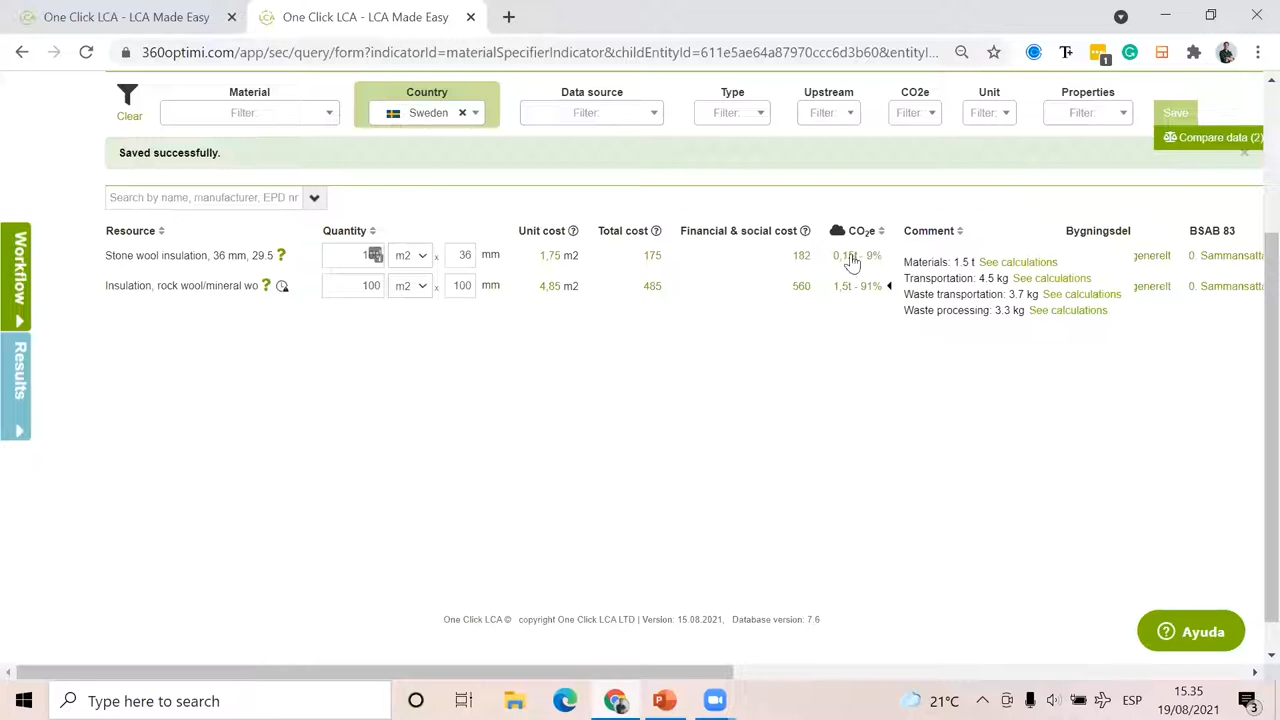 One Click LCA - LCA Made Easy
One Click LCA - LCA Made Easy
360optimi.com/app/sec/query/form?indicatorId=materialSpecifierIndicator&childEntityId=611e5ae64a87970ccc6d3b60&entityI...
1
Clear
Material
Country
Data source
Type
Upstream
CO2e
Unit
Properties
Filter:
Sweden
Filter:
Filter:
Filter:
Filter:
Filter:
Filter:
Save
Compare data (2)
Saved successfully.
Search by name, manufacturer, EPD nr
Resource Quantity Unit cost Total cost Financial & social cost CO₂e Comment Bygningsdel BSAB 83
Stone wool insulation, 36 mm, 29.5 m2 x 36 mm 1,75 m2 175 182 0,15t - 9% generelt 0. Sammansatta
Insulation, rock wool/mineral wo 100 m2 x 100 mm 4,85 m2 485 560 1,5t - 91% generelt 0. Sammansatta
Materials: 1.5 t See calculations
Transportation: 4.5 kg See calculations
Waste transportation: 3.7 kg See calculations
Waste processing: 3.3 kg See calculations
Workflow
Results
One Click LCA © copyright One Click LCA LTD | Version: 15.08.2021, Database version: 7.6
Ayuda
Type here to search
21°C
ESP
15.35
19/08/2021
3